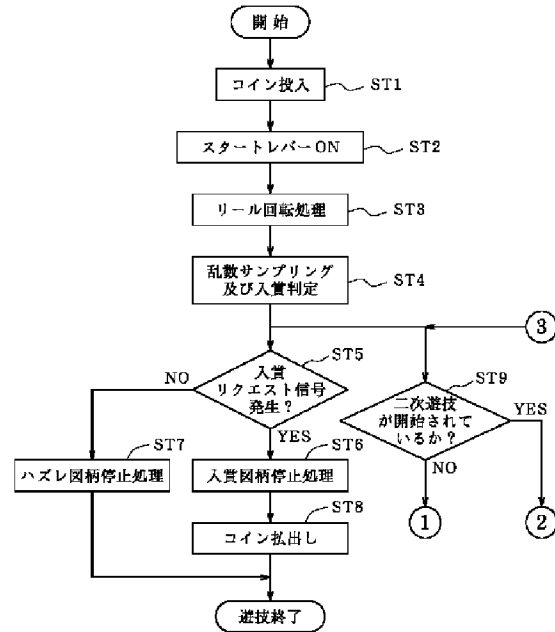 開始
コイン投入
ST1
スタートレバーON
ST2
リール回転処理
ST3
乱数サンプリング
及び入賞判定
ST4
3
ST5
入賞
リクエスト信号
発生？
NO
YES
ST9
二次遊技
が開始されて
いるか？
YES
NO
ST7
ハズレ図柄停止処理
ST6
入賞図柄停止処理
ST8
コイン払出し
1
2
遊技終了